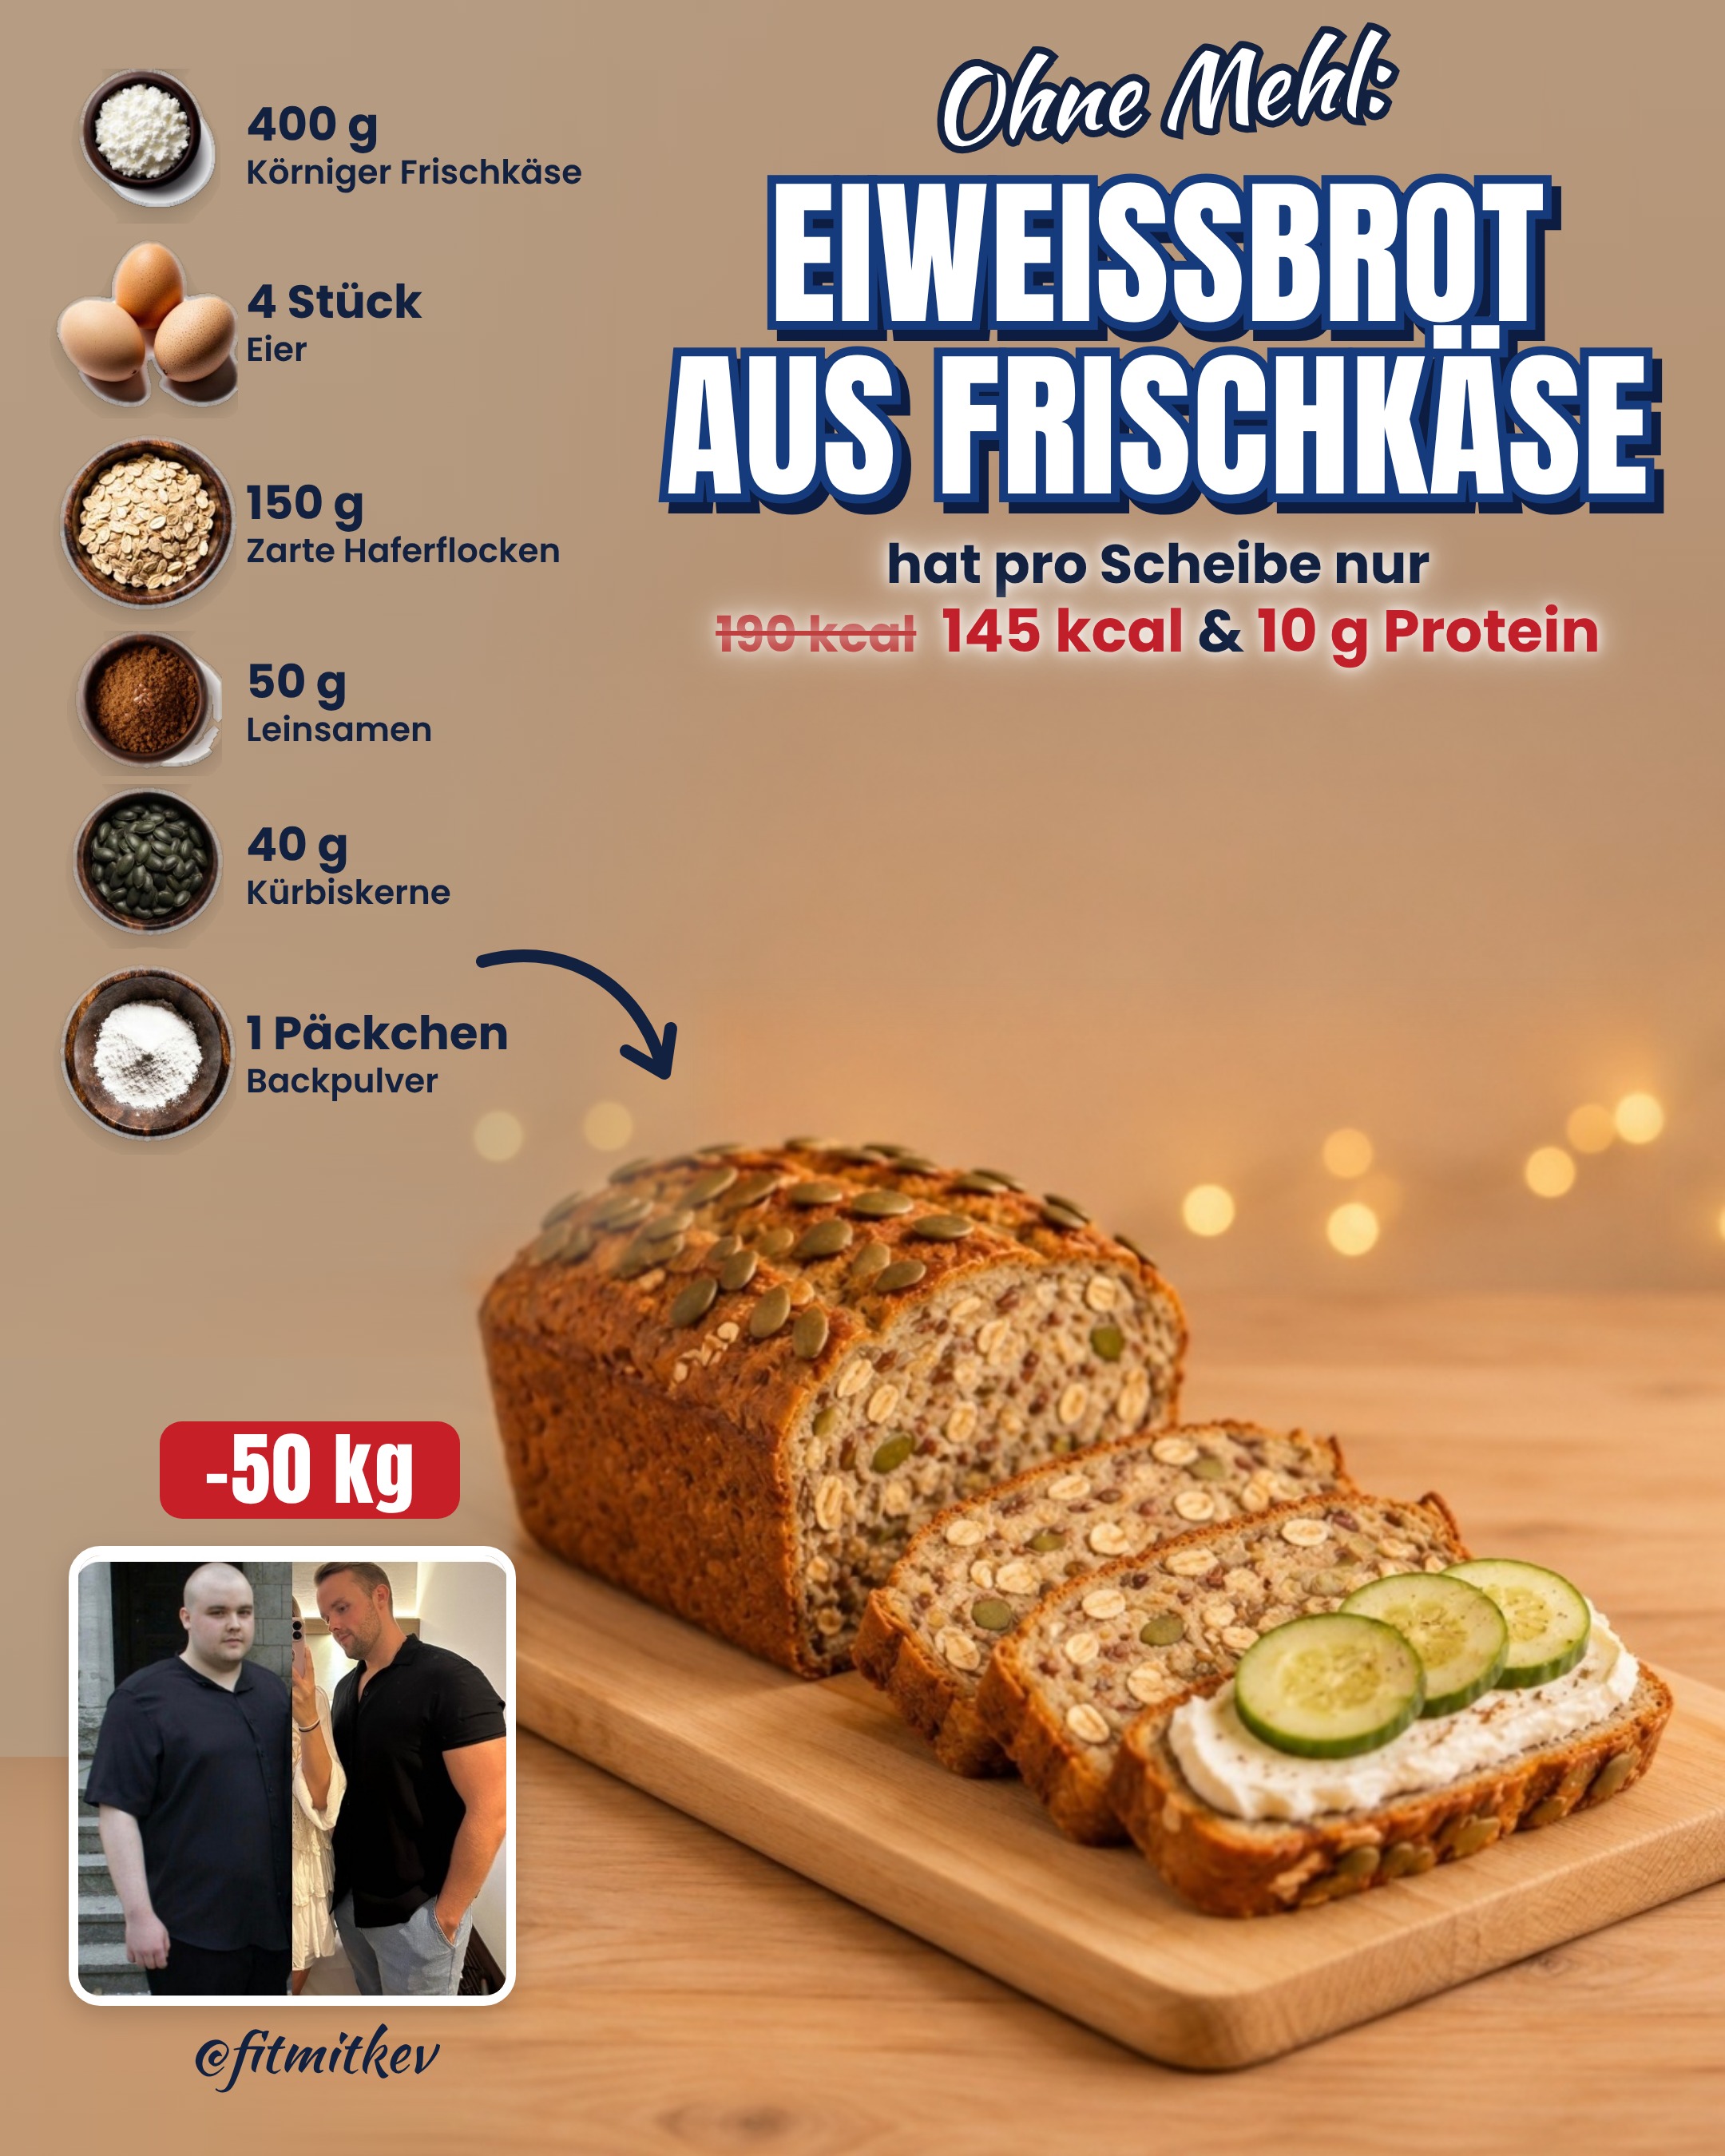 Ohne Mehl:
EIWEISSBROT
AUS FRISCHKÄSE
hat pro Scheibe nur
190 kcal 145 kcal & 10 g Protein
400 g
Körniger Frischkäse
4 Stück
Eier
150 g
Zarte Haferflocken
50 g
Leinsamen
40 g
Kürbiskerne
1 Päckchen
Backpulver
-50 kg
@fitmitkev